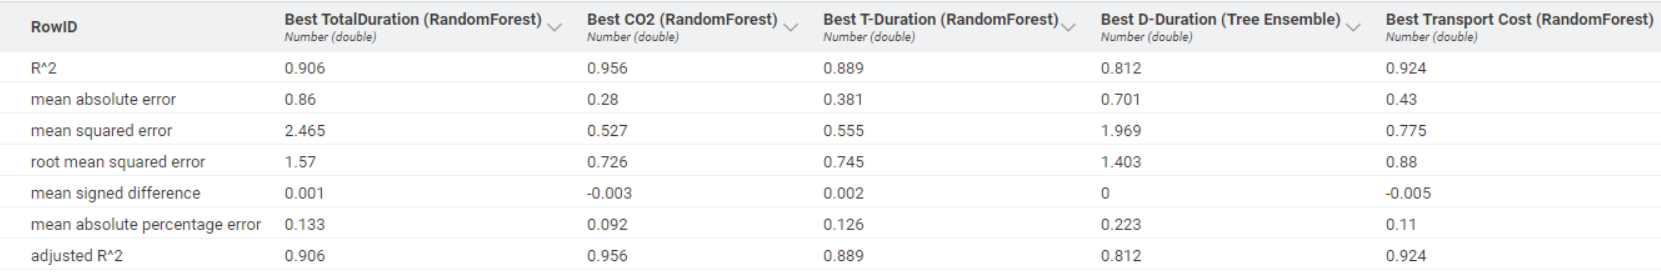 RowID Best TotalDuration (RandomForest) Best CO2 (RandomForest) Best T-Duration (RandomForest) Best D-Duration (Tree Ensemble) Best Transport Cost (RandomForest)
Number (double) Number (double) Number (double) Number (double) Number (double)
R^2 0.906 0.956 0.889 0.812 0.924
mean absolute error 0.86 0.28 0.381 0.701 0.43
mean squared error 2.465 0.527 0.555 1.969 0.775
root mean squared error 1.57 0.726 0.745 1.403 0.88
mean signed difference 0.001 -0.003 0.002 0 -0.005
mean absolute percentage error 0.133 0.092 0.126 0.223 0.11
adjusted R^2 0.906 0.956 0.889 0.812 0.924